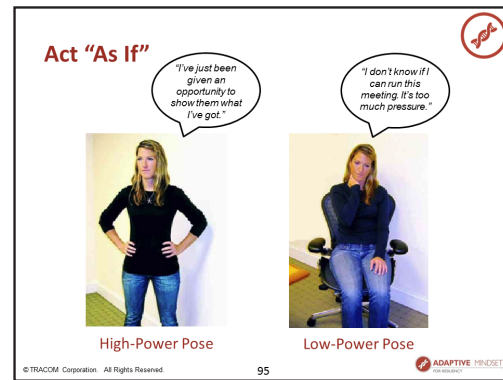 Act “As If”
“I’ve just been
given an
opportunity to
show them what
I’ve got.”
“I don’t know if I
can run this
meeting. It’s too
much pressure.”
High-Power Pose
Low-Power Pose
© TRACOM Corporation. All Rights Reserved.
95
ADAPTIVE MINDSET
FOR RESILIENCY